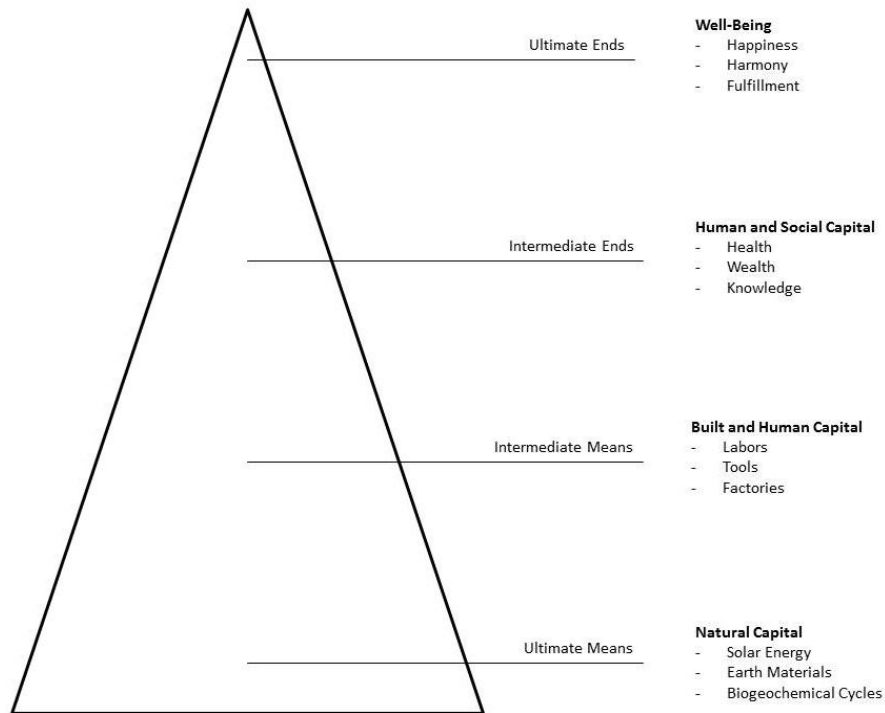 Ultimate Ends
Well-Being
- Happiness
- Harmony
- Fulfillment
Intermediate Ends
Human and Social Capital
- Health
- Wealth
- Knowledge
Intermediate Means
Built and Human Capital
- Labors
- Tools
- Factories
Ultimate Means
Natural Capital
- Solar Energy
- Earth Materials
- Biogeochemical Cycles